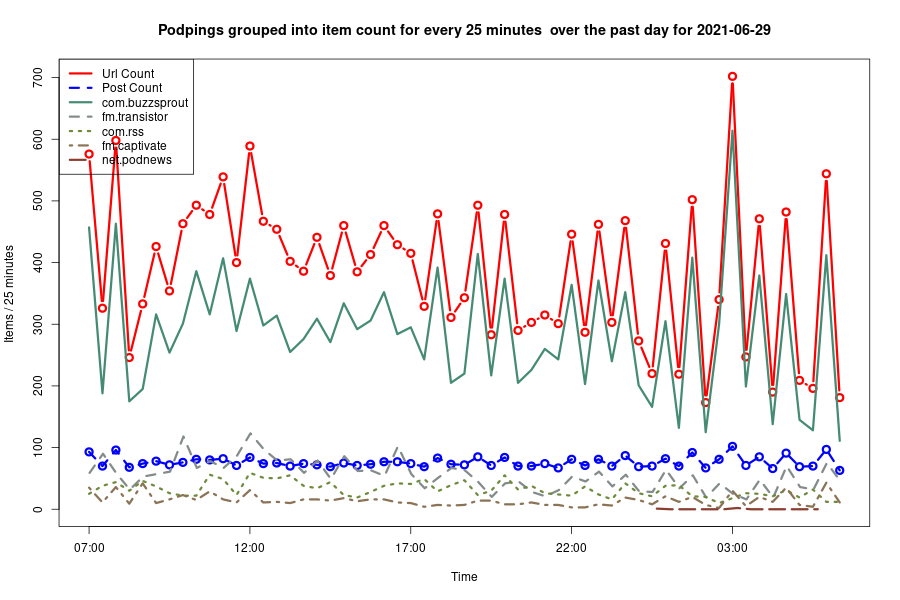 Podpings grouped into item count for every 25 minutes  over the past day for 2021-06-29
Url Count
Post Count
com.buzzsprout
fm.transistor
com.rss
fm.captivate
net.podnews
Items / 25 minutes
700
600
500
400
300
200
100
0
07:00 12:00 17:00 22:00 03:00
Time